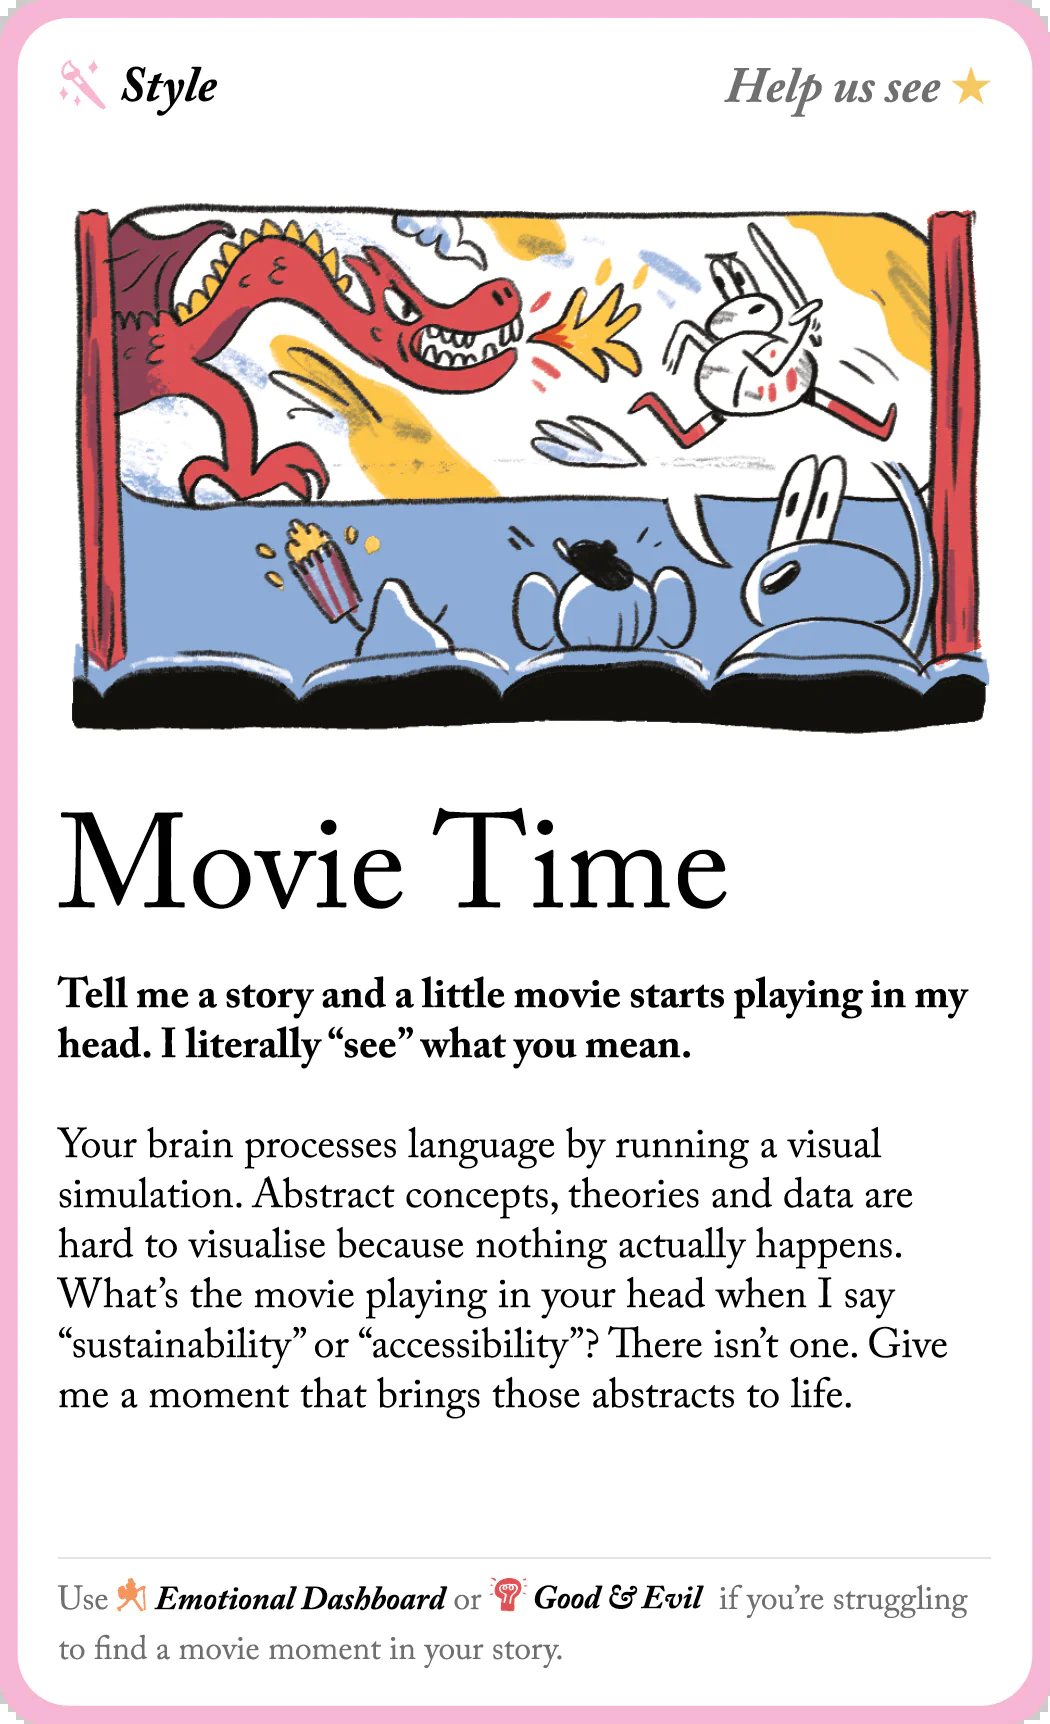 Style
Help us see
Movie Time
Tell me a story and a little movie starts playing in my
head. I literally “see” what you mean.
Your brain processes language by running a visual
simulation. Abstract concepts, theories and data are
hard to visualise because nothing actually happens.
What’s the movie playing in your head when I say
“sustainability” or “accessibility”? There isn’t one. Give
me a moment that brings those abstracts to life.
Use Emotional Dashboard or Good & Evil if you’re struggling
to find a movie moment in your story.